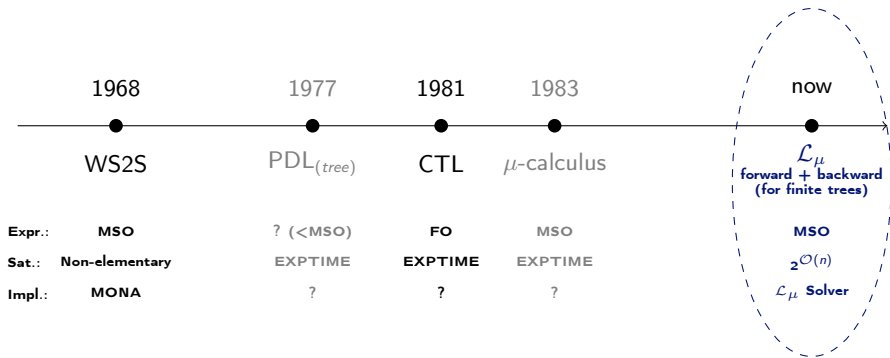 1968 1977 1981 1983 now
WS2S PDL(tree) CTL μ-calculus ℒμ
forward + backward
(for finite trees)
Expr.: MSO ? (<MSO) FO MSO MSO
Sat.: Non-elementary EXPTIME EXPTIME EXPTIME 2^𝒪(n)
Impl.: MONA ? ? ? ℒμ Solver